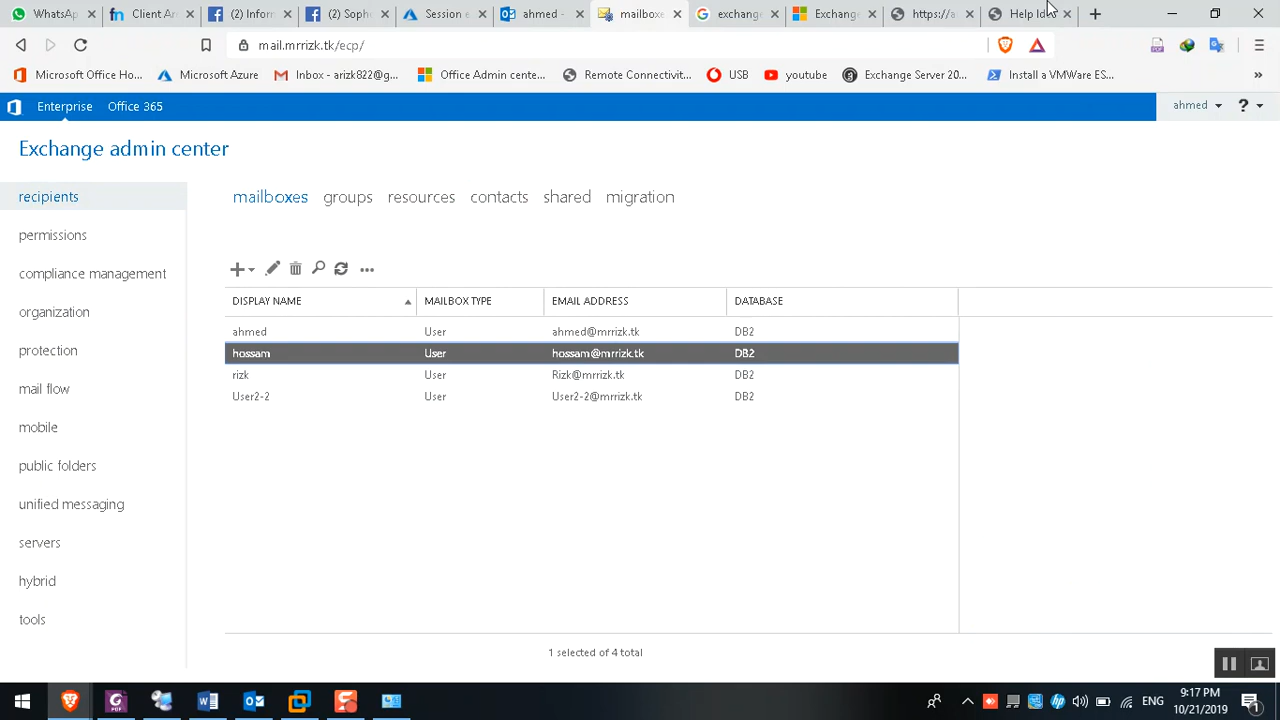 WhatsA
Client Ar
(2) Inforr
(2) Soph
Session e
ahmed -
mailboxe
exchang
Exchang
https://a
mail.mrrizk.tk/ecp/
Microsoft Office Ho...
Microsoft Azure
Inbox - arizk822@g...
Office Admin cente...
Remote Connectivit...
USB
youtube
Exchange Server 20...
Install a VMWare ES...
»
Enterprise
Office 365
ahmed
?
Exchange admin center
recipients
permissions
compliance management
organization
protection
mail flow
mobile
public folders
unified messaging
servers
hybrid
tools
mailboxes groups resources contacts shared migration
DISPLAY NAME MAILBOX TYPE EMAIL ADDRESS DATABASE
ahmed User ahmed@mrrizk.tk DB2
hossam User hossam@mrrizk.tk DB2
rizk User Rizk@mrrizk.tk DB2
User2-2 User User2-2@mrrizk.tk DB2
1 selected of 4 total
ENG
9:17 PM
10/21/2019